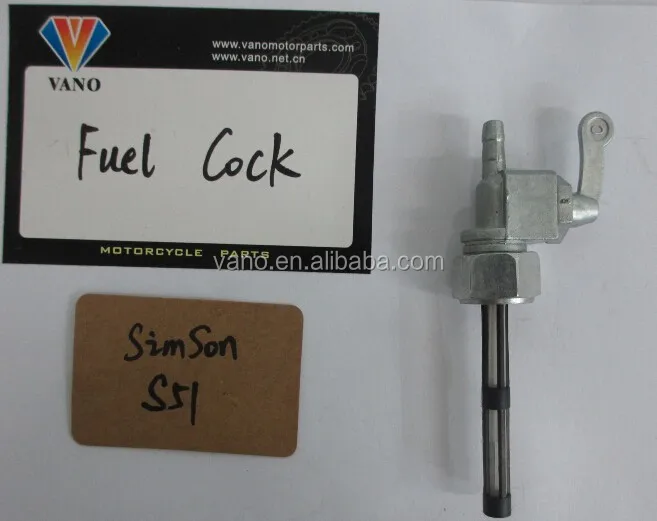 www.vanomotorparts.com
www.vano.net.cn
VANO
Fuel Cock
MOTORCYCLE PARTS
vano.en.alibaba.com
SimSon
S51